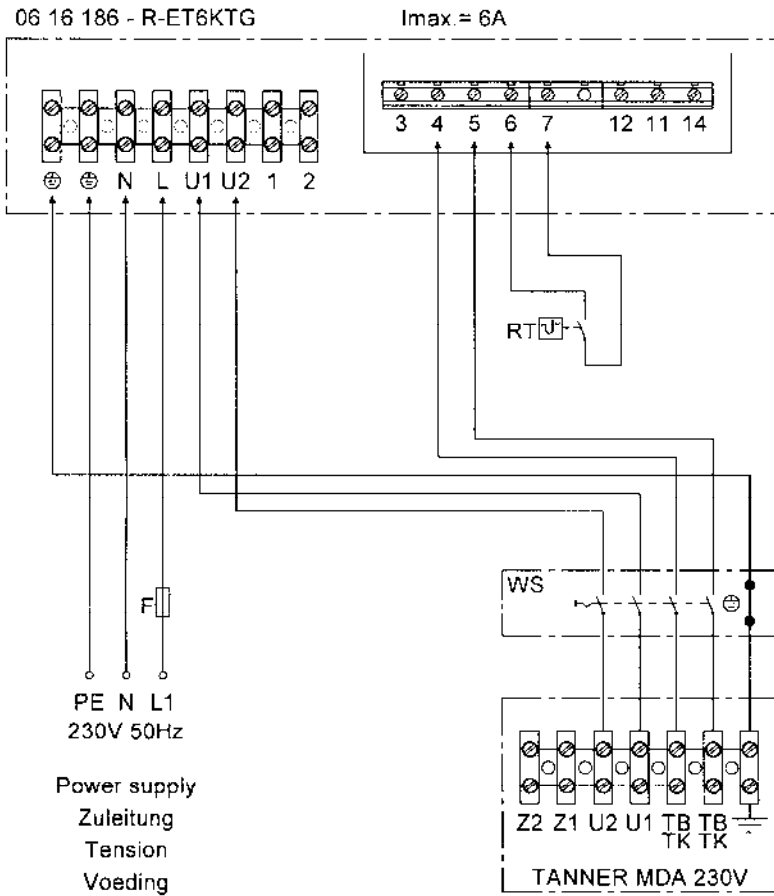 06 16 186 - R-ET6KTG Imax.= 6A
3 4 5 6 7 12 11 14
N L U1 U2 1 2
RT
WS
F
PE N L1
230V 50Hz
Power supply
Zuleitung
Tension
Voeding
Z2 Z1 U2 U1 TB TB
TK TK
TANNER MDA 230V